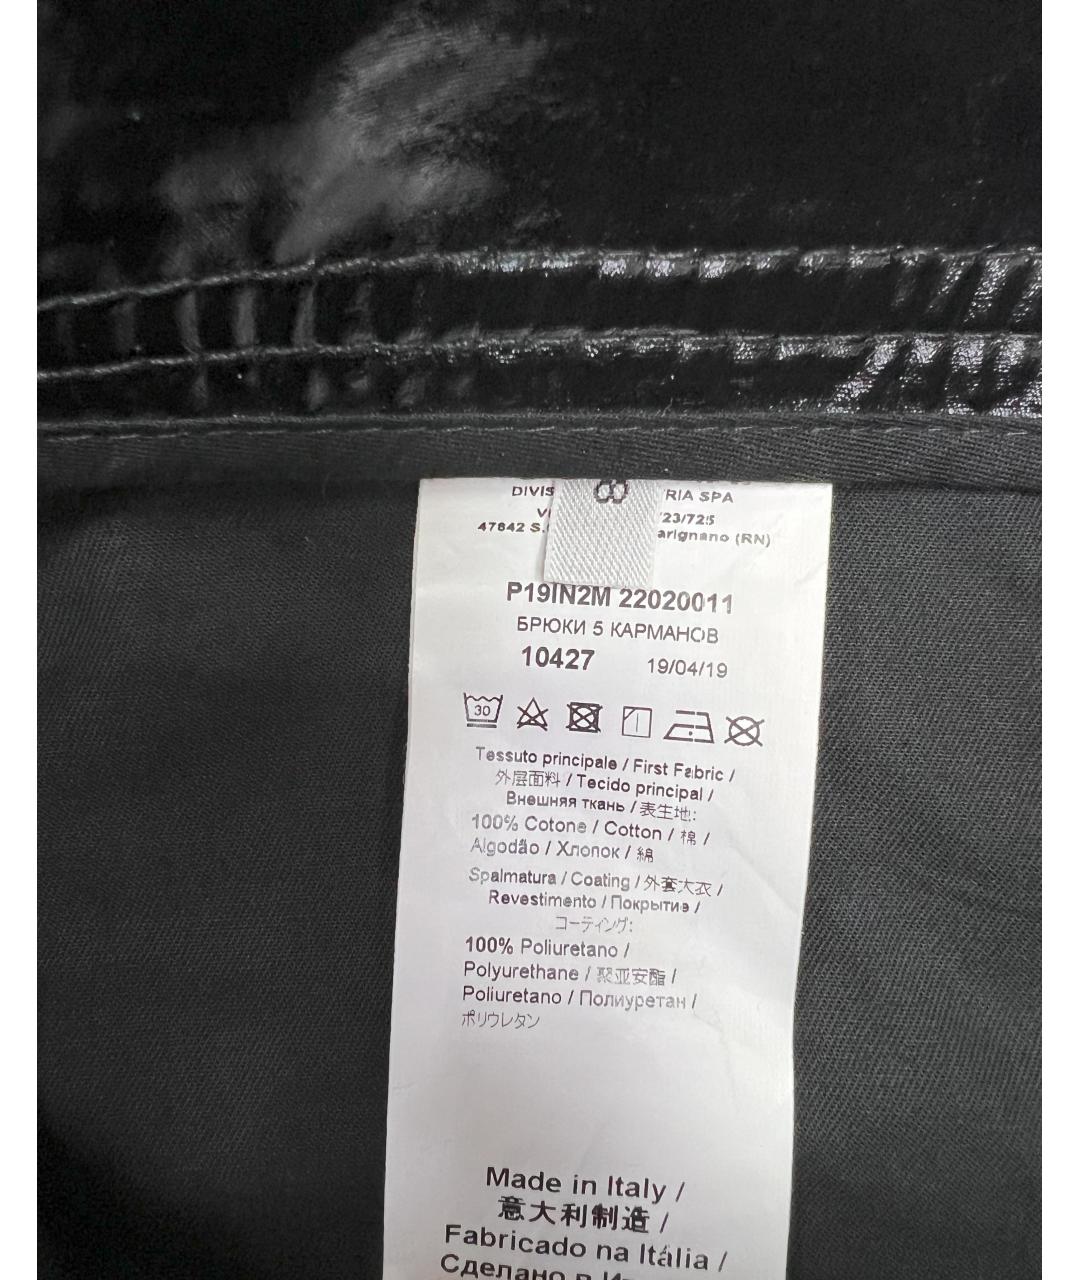 RIA SPA
23/725
47842 S. arignano (RN)
8
P19IN2M 22020011
БРЮКИ 5 КАРМАНОВ
10427 19/04/19
30
Tessuto principale / First Fabric /
外层面料 / Tecido principal /
Внешняя ткань / 表生地:
100% Cotone / Cotton / 棉 /
Algodão / Хлопок / 綿
Spalmatura / Coating / 外套大衣 /
Revestimento / Покрытие /
コーティング:
100% Poliuretano /
Polyurethane / 聚亚安酯 /
Poliuretano / Полиуретан /
ポリウレタン
Made in Italy /
意大利制造 /
Fabricado na Itália /
Сделано в